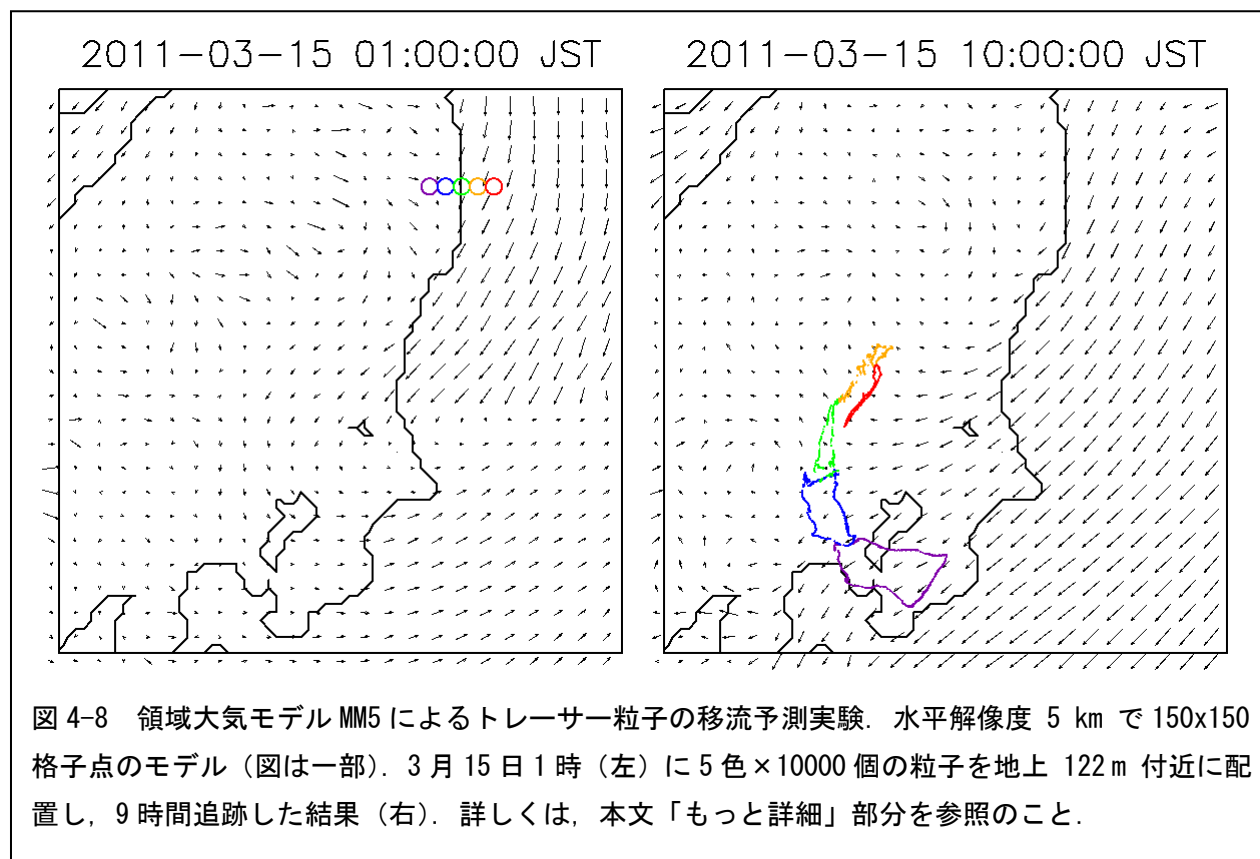 2011-03-15 01:00:00 JST
2011-03-15 10:00:00 JST
図 4-8 領域大気モデル MM5 によるトレーサー粒子の移流予測実験. 水平解像度 5 km で 150x150
格子点のモデル (図は一部). 3 月 15 日 1 時 (左) に 5 色×10000 個の粒子を地上 122 m 付近に配
置し, 9 時間追跡した結果 (右). 詳しくは, 本文「もっと詳細」部分を参照のこと.